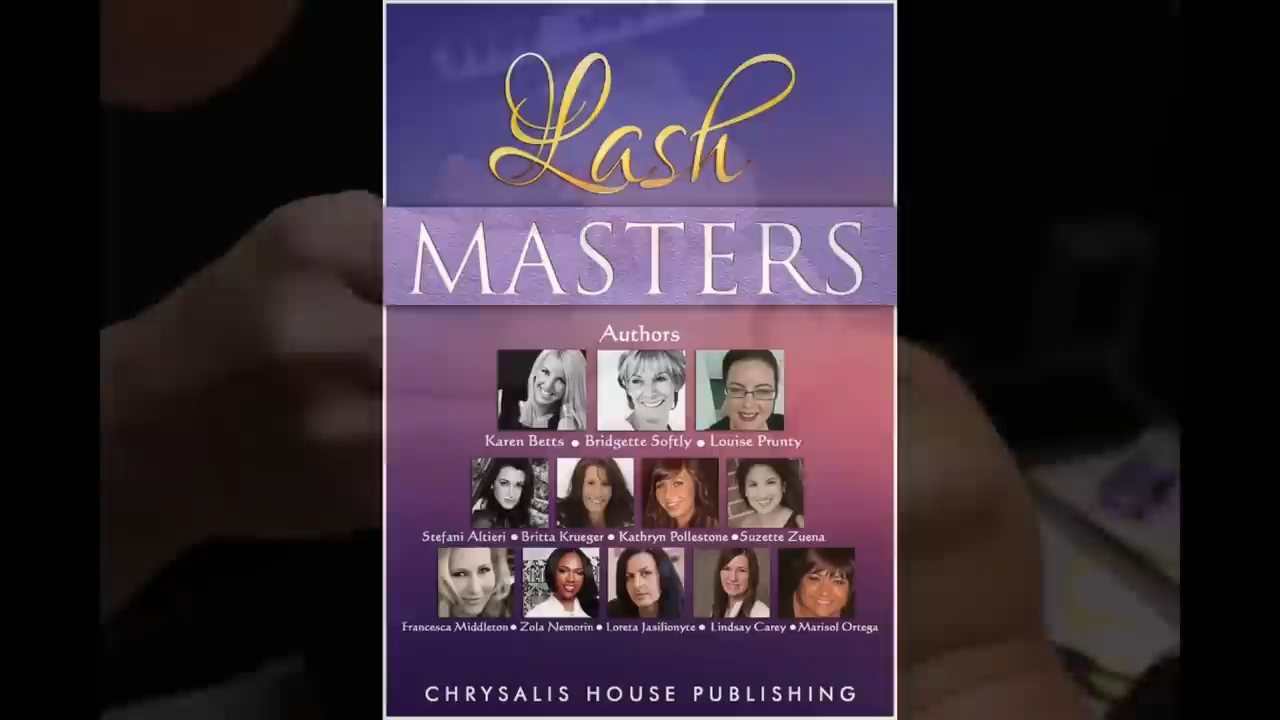 Lash
MASTERS
Authors
Karen Betts • Bridgette Softly • Louise Prunty
Stefani Altieri • Britta Krueger • Kathryn Pollestone • Suzette Zuena
Francesca Middleton • Zola Nemorin • Loreta Jasilionyte • Lindsay Carey • Marisol Ortega
CHRYSALIS HOUSE PUBLISHING